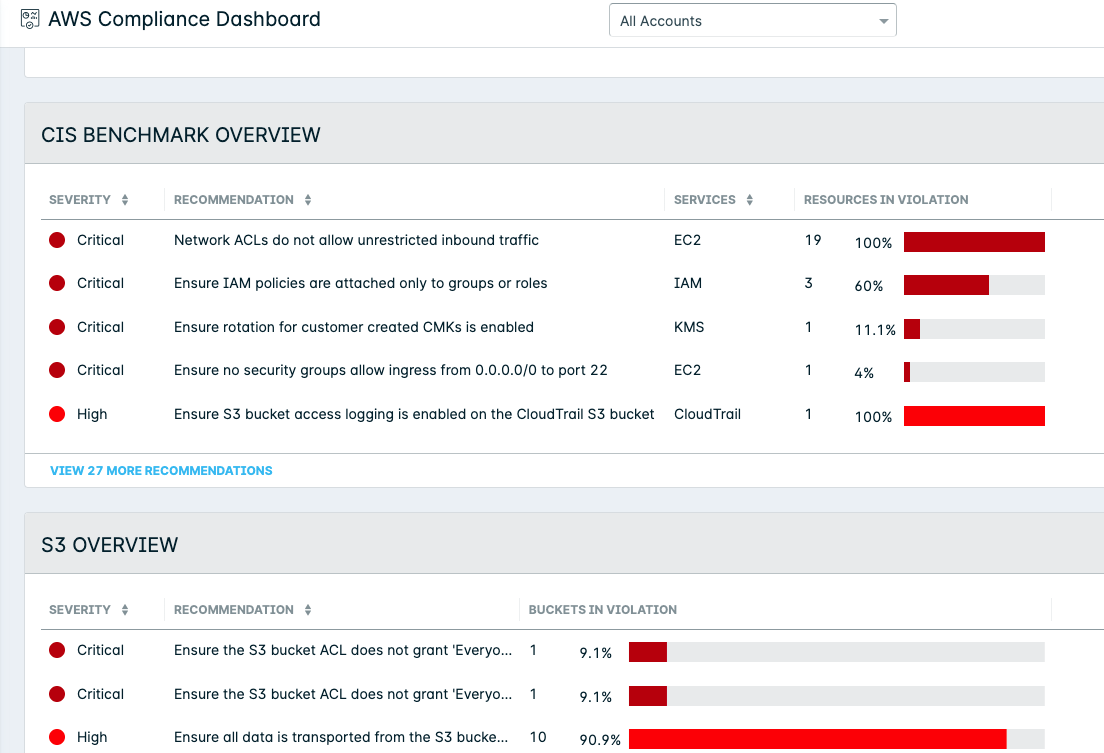 AWS Compliance Dashboard All Accounts
CIS BENCHMARK OVERVIEW
SEVERITY RECOMMENDATION SERVICES RESOURCES IN VIOLATION
Critical Network ACLs do not allow unrestricted inbound traffic EC2 19 100%
Critical Ensure IAM policies are attached only to groups or roles IAM 3 60%
Critical Ensure rotation for customer created CMKs is enabled KMS 1 11.1%
Critical Ensure no security groups allow ingress from 0.0.0.0/0 to port 22 EC2 1 4%
High Ensure S3 bucket access logging is enabled on the CloudTrail S3 bucket CloudTrail 1 100%
VIEW 27 MORE RECOMMENDATIONS
S3 OVERVIEW
SEVERITY RECOMMENDATION BUCKETS IN VIOLATION
Critical Ensure the S3 bucket ACL does not grant 'Everyo... 1 9.1%
Critical Ensure the S3 bucket ACL does not grant 'Everyo... 1 9.1%
High Ensure all data is transported from the S3 bucke... 10 90.9%